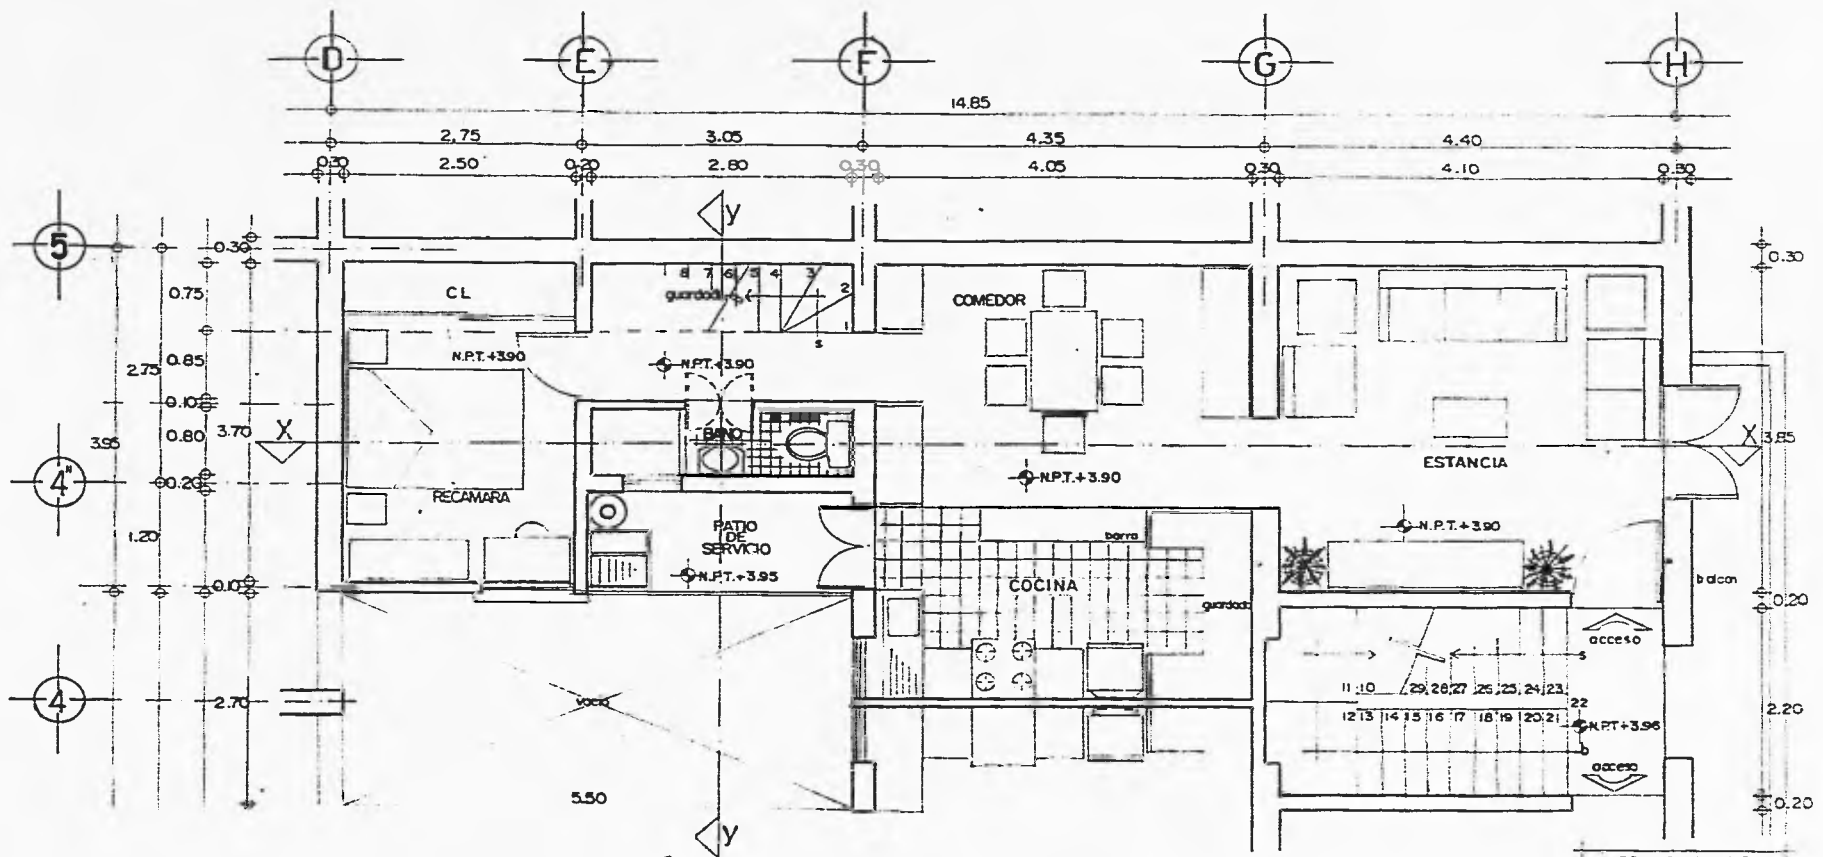 D E F G H
14.85
2.75 3.05 4.35 4.40
0.30 2.50 0.20 2.80 0.30 4.05 0.30 4.10 0.30
y
5
0.30
0.30
8 7 6 5 4 3
2
1
s
guardado
CL
COMEDOR
0.75
N.P.T.+3.90
N.P.T.+3.90
0.85
2.75
0.10
3.95
0.80
3.70
X
BAÑO
X
3.85
ESTANCIA
4"
0.20
RECAMARA
N.P.T.+3.90
PATIO
DE
SERVICIO
N.P.T.+3.90
barra
1.20
N.P.T.+3.95
COCINA
balcon
0.10
guardado
0.20
acceso
s
11 10 29 28 27 26 25 24 23
22
12 13 14 15 16 17 18 19 20 21
4
2.70
vacio
N.P.T+3.96
2.20
b
acceso
5.50
0.20
y